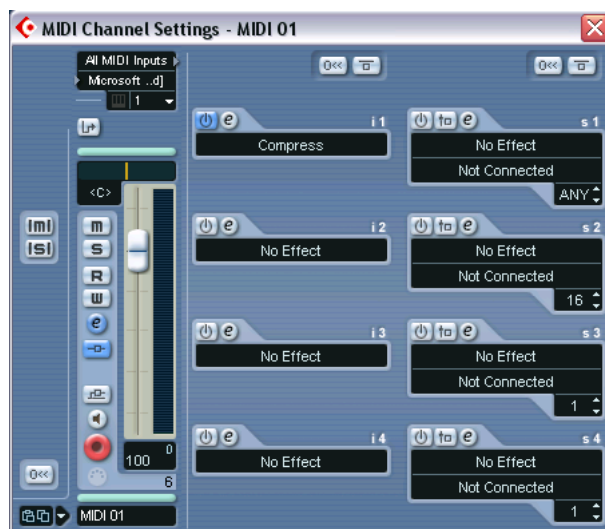 MIDI Channel Settings - MIDI 01
All MIDI Inputs
Microsoft ..d]
1
<C>
m
S
R
W
e
0
100
6
MIDI 01
e
i 1
Compress
e
i 2
No Effect
e
i 3
No Effect
e
i 4
No Effect
e
s 1
No Effect
Not Connected
ANY
e
s 2
No Effect
Not Connected
16
e
s 3
No Effect
Not Connected
1
e
s 4
No Effect
Not Connected
1